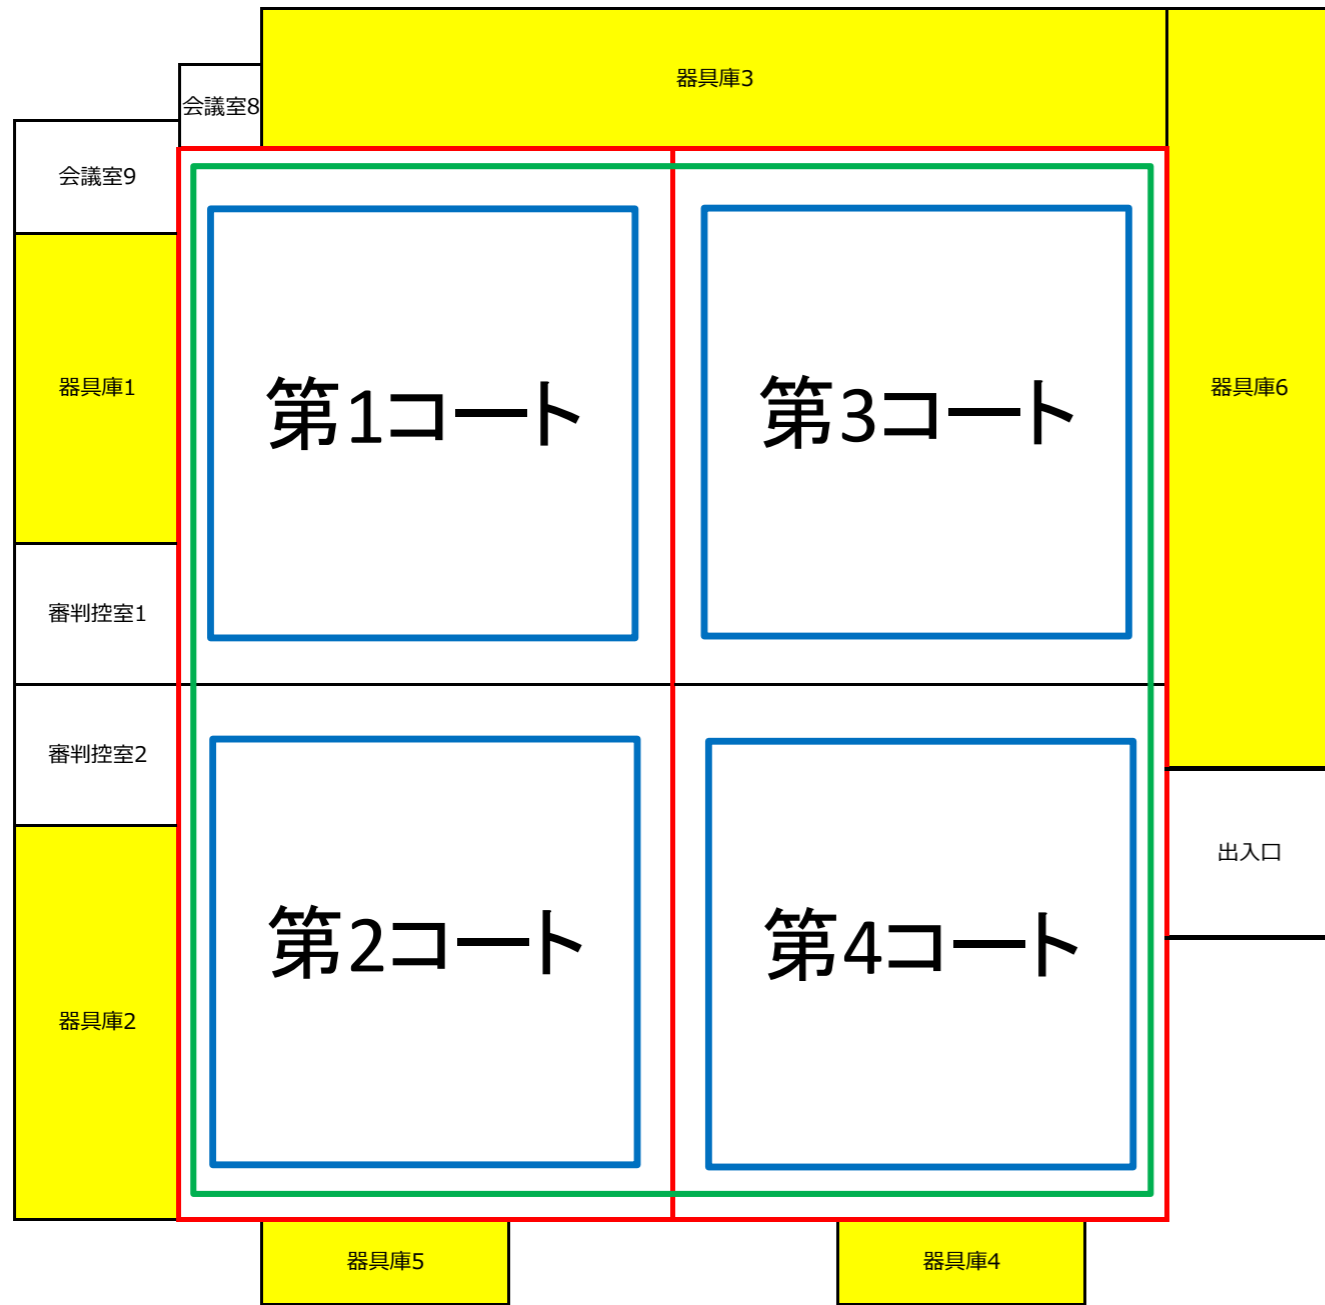 器具庫3
会議室8
会議室9
器具庫1
第1コート
第3コート
器具庫6
審判控室1
審判控室2
出入口
第2コート
第4コート
器具庫2
器具庫5
器具庫4